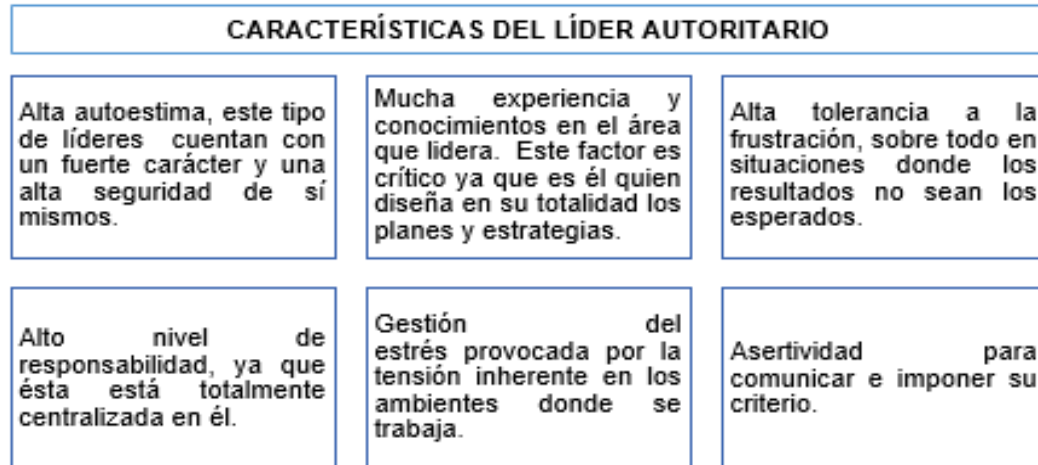 CARACTERÍSTICAS DEL LÍDER AUTORITARIO
Alta autoestima, este tipo
de líderes cuentan con
un fuerte carácter y una
alta seguridad de sí
mismos.
Mucha experiencia y
conocimientos en el área
que lidera. Este factor es
crítico ya que es él quien
diseña en su totalidad los
planes y estrategias.
Alta tolerancia a la
frustración, sobre todo en
situaciones donde los
resultados no sean los
esperados.
Alto nivel de
responsabilidad, ya que
ésta está totalmente
centralizada en él.
Gestión del
estrés provocada por la
tensión inherente en los
ambientes donde se
trabaja.
Asertividad para
comunicar e imponer su
criterio.